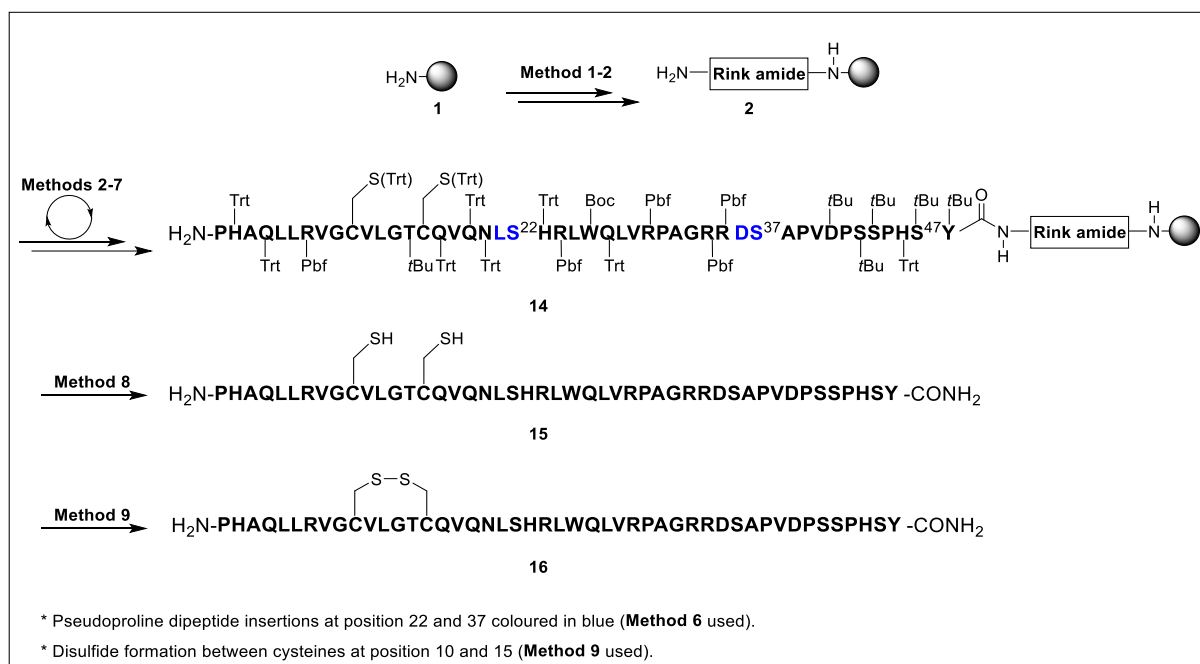 H
H₂N Method 1-2 H₂N Rink amide N
1 2
Methods 2-7 S(Trt) S(Trt)
Trt Trt Trt Boc Pbf Pbf tBu tBu tBu tBu O
H₂N-PHAQLLRVGCVLGTCQVQNLS²²HRLWQLVRPAGRR DS³⁷APVDPSSPHS⁴⁷Y N Rink amide N H
Trt Pbf tBu Trt Trt Pbf Trt Pbf tBu Trt H
14
SH SH
Method 8 H₂N-PHAQLLRVGCVLGTCQVQNLSHRLWQLVRPAGRRDSAPVDPSSPHSY -CONH₂
15
S S
Method 9 H₂N-PHAQLLRVGCVLGTCQVQNLSHRLWQLVRPAGRRDSAPVDPSSPHSY -CONH₂
16
* Pseudoproline dipeptide insertions at position 22 and 37 coloured in blue (Method 6 used).
* Disulfide formation between cysteines at position 10 and 15 (Method 9 used).